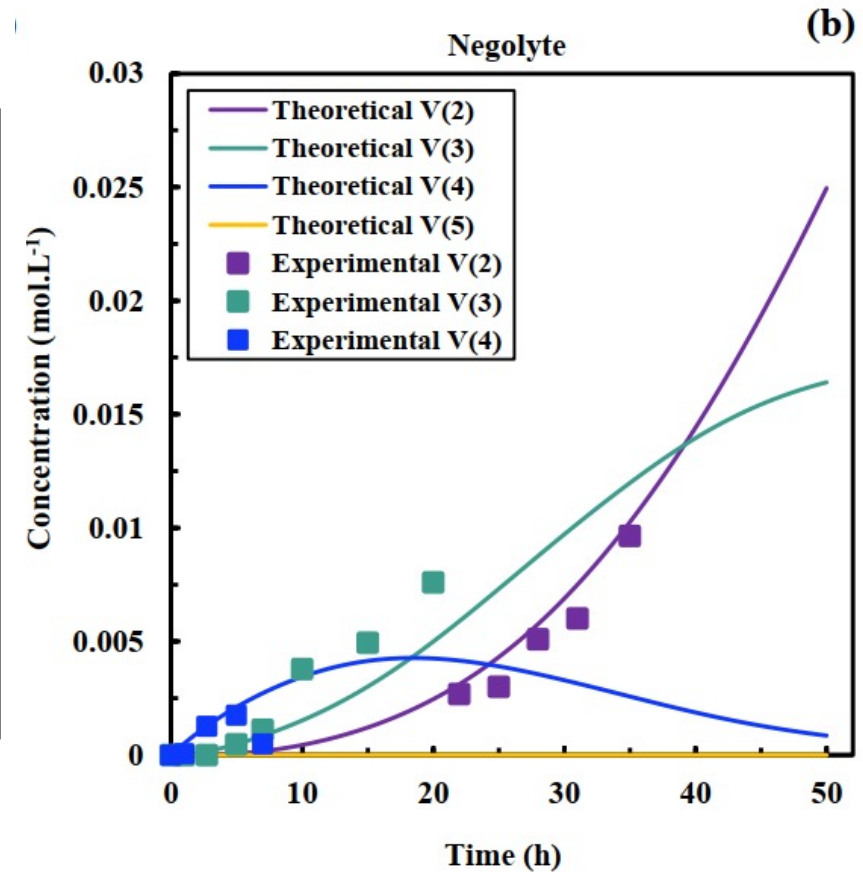 (b)
Negolyte
0.03
0.025
0.02
0.015
0.01
0.005
0
Concentration (mol.L⁻¹)
Theoretical V(2)
Theoretical V(3)
Theoretical V(4)
Theoretical V(5)
Experimental V(2)
Experimental V(3)
Experimental V(4)
0 10 20 30 40 50
Time (h)